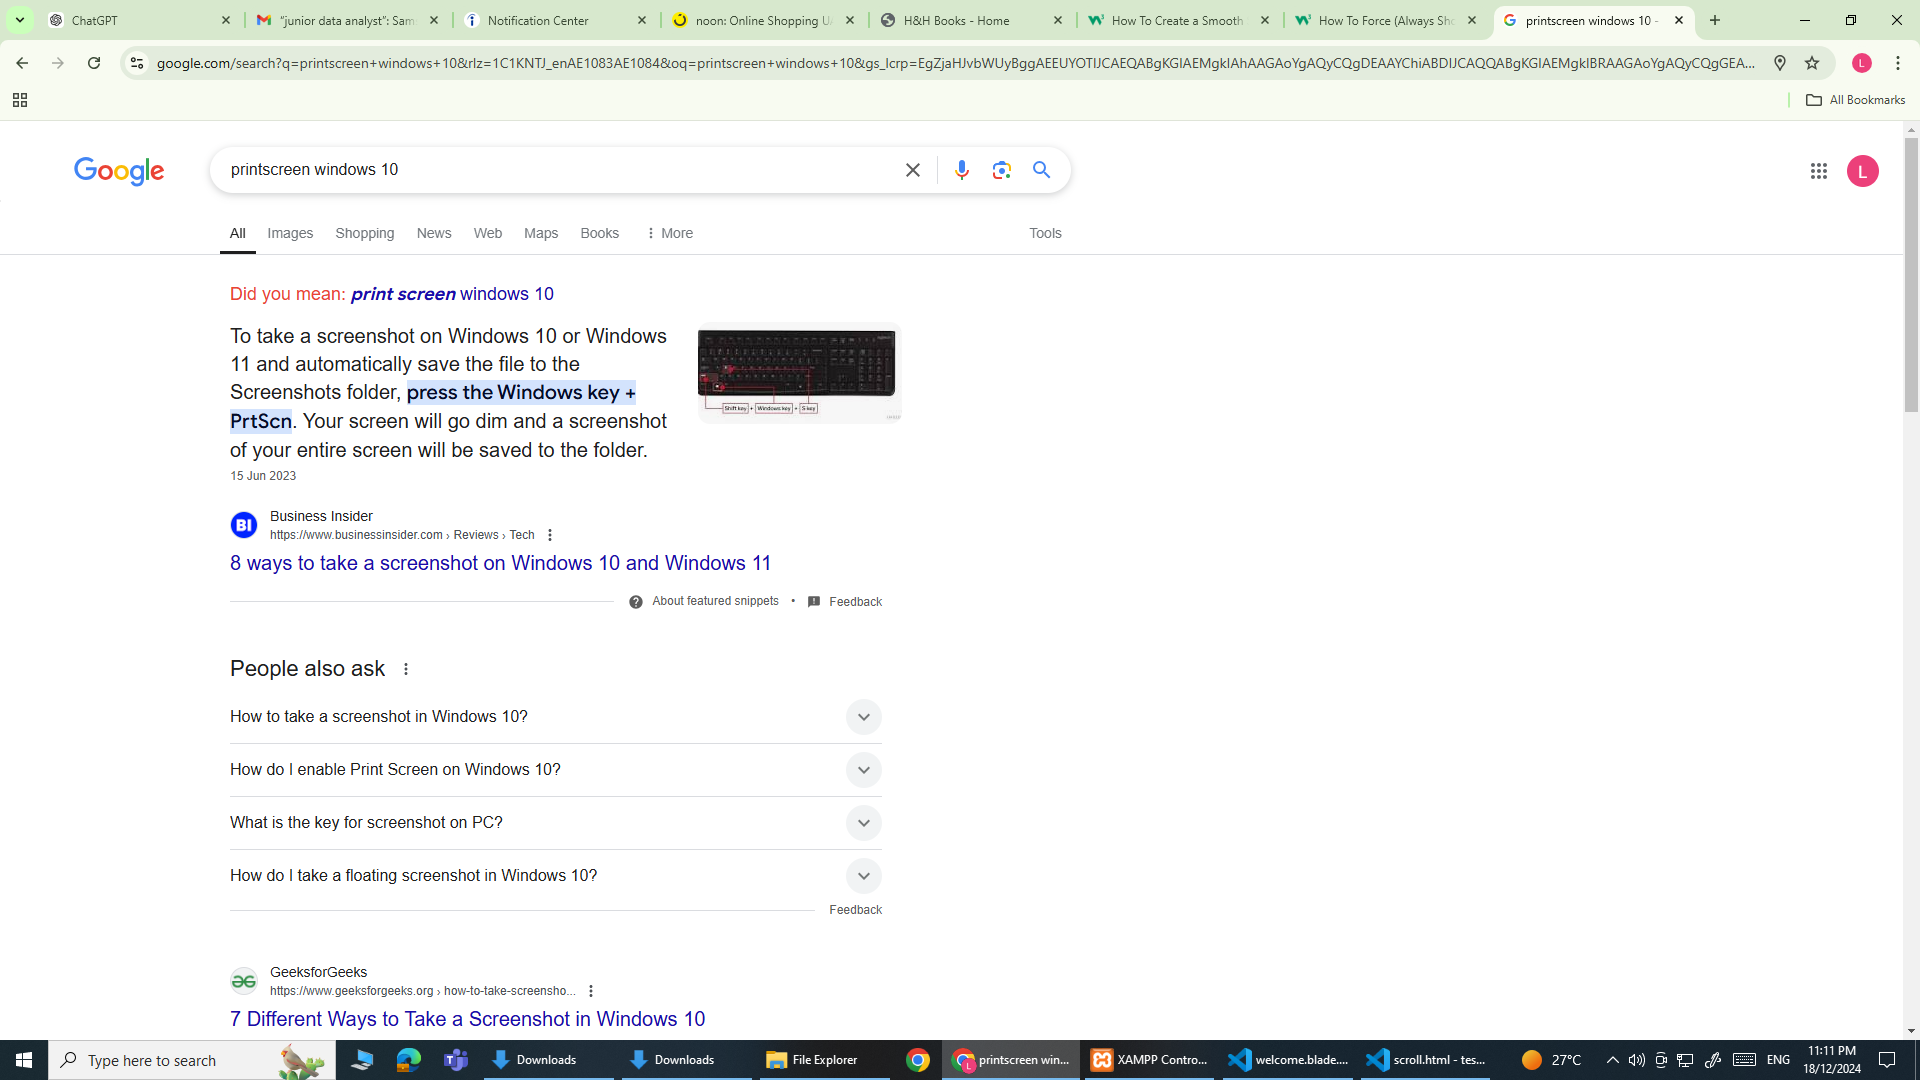 ChatGPT
"junior data analyst": Sam
Notification Center
noon: Online Shopping U
H&H Books - Home
How To Create a Smooth
How To Force (Always Sho
printscreen windows 10 -
google.com/search?q=printscreen+windows+10&rlz=1C1KNTJ_enAE1083AE1084&oq=printscreen+windows+10&gs_lcrp=EgZjaHJvbWUyBggAEEUYOTIJCAEQABgKGIAEMgkIAhAAGAoYgAQyCQgDEAAYChiABDIJCAQQABgKGIAEMgkIBRAAGAoYgAQyCQgGEA...
L
All Bookmarks
Google
printscreen windows 10
L
All
Images
Shopping
News
Web
Maps
Books
More
Tools
Did you mean: print screen windows 10
To take a screenshot on Windows 10 or Windows
11 and automatically save the file to the
Screenshots folder, press the Windows key +
PrtScn. Your screen will go dim and a screenshot
of your entire screen will be saved to the folder.
15 Jun 2023
Shift key + Windows key + S key
BI
Business Insider
https://www.businessinsider.com › Reviews › Tech
8 ways to take a screenshot on Windows 10 and Windows 11
About featured snippets • Feedback
People also ask
How to take a screenshot in Windows 10?
How do I enable Print Screen on Windows 10?
What is the key for screenshot on PC?
How do I take a floating screenshot in Windows 10?
Feedback
GeeksforGeeks
https://www.geeksforgeeks.org › how-to-take-screensho...
7 Different Ways to Take a Screenshot in Windows 10
Type here to search
Downloads
Downloads
File Explorer
L
printscreen win...
XAMPP Contro...
welcome.blade....
scroll.html - tes...
27°C
ENG
11:11 PM
18/12/2024